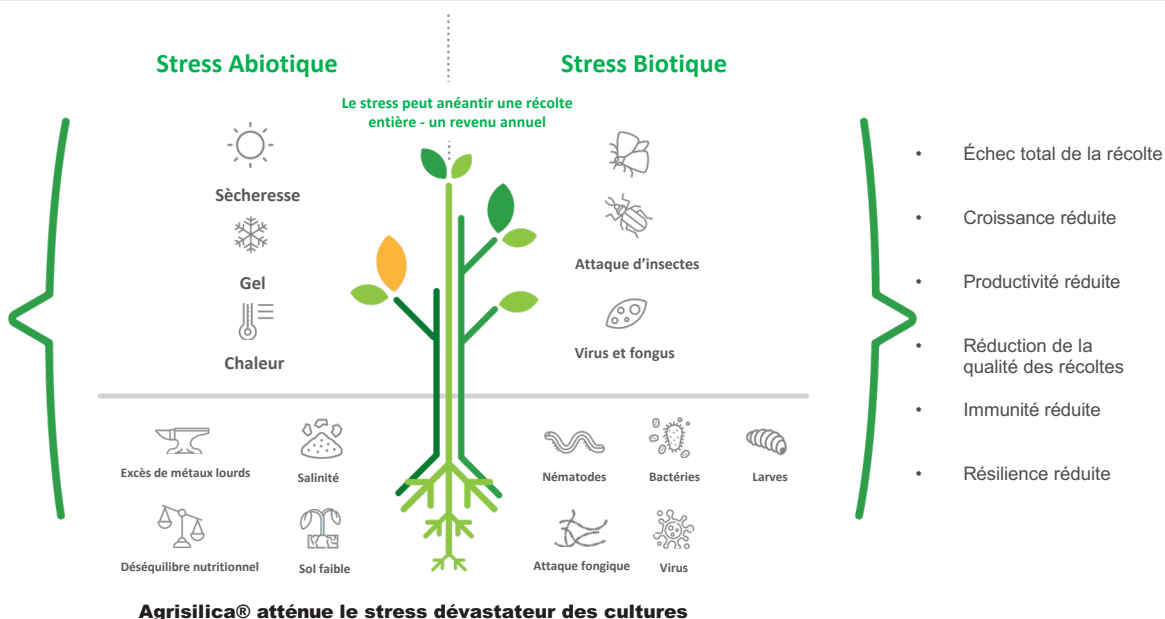 Stress Abiotique
Stress Biotique
Le stress peut anéantir une récolte
entière - un revenu annuel
Sècheresse
Gel
Chaleur
Attaque d'insectes
Virus et fongus
Excès de métaux lourds
Salinité
Déséquilibre nutritionnel
Sol faible
Nématodes
Bactéries
Larves
Attaque fongique
Virus
• Échec total de la récolte
• Croissance réduite
• Productivité réduite
• Réduction de la
qualité des récoltes
• Immunité réduite
• Résilience réduite
Agrisilica® atténue le stress dévastateur des cultures